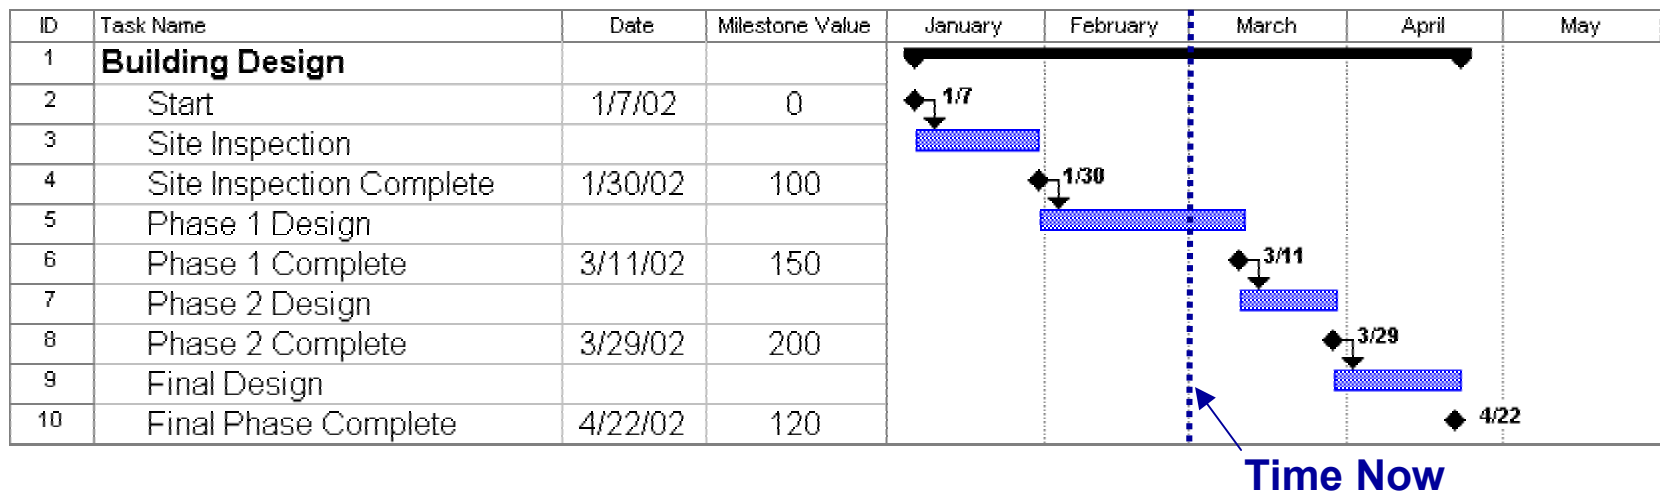 ID Task Name Date Milestone Value January February March April May
1 Building Design
2 Start 1/7/02 0 1/7
3 Site Inspection
4 Site Inspection Complete 1/30/02 100 1/30
5 Phase 1 Design
6 Phase 1 Complete 3/11/02 150 3/11
7 Phase 2 Design
8 Phase 2 Complete 3/29/02 200 3/29
9 Final Design
10 Final Phase Complete 4/22/02 120 4/22
Time Now